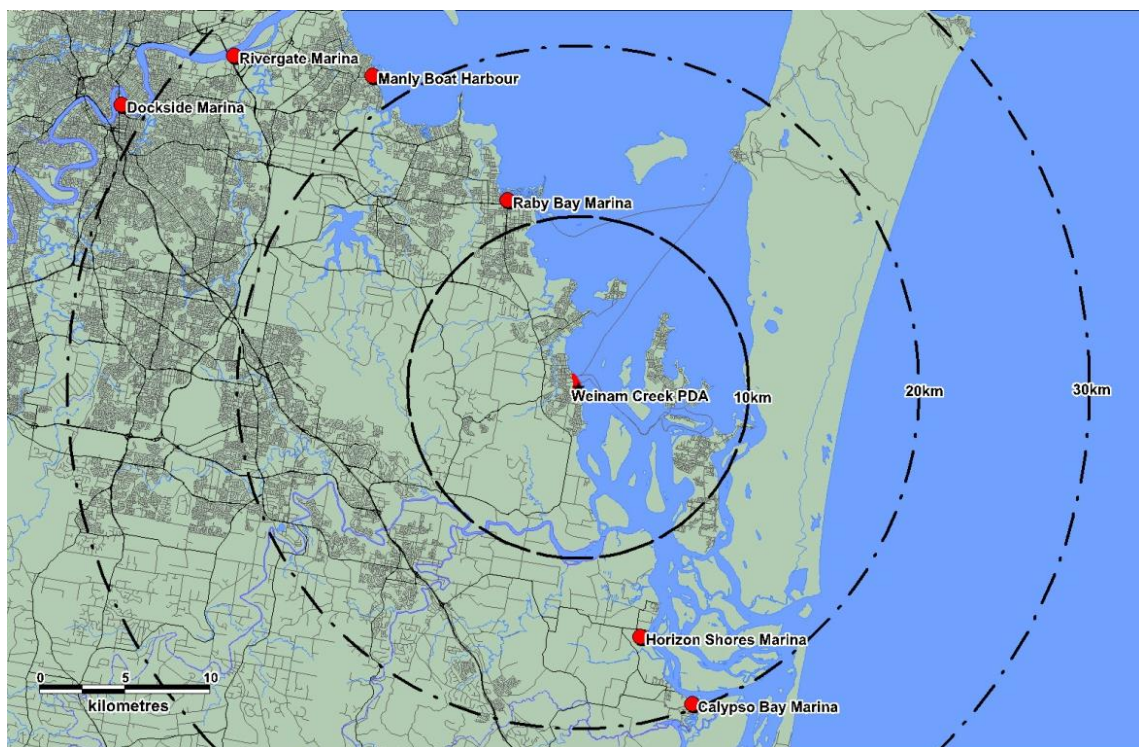 Rivergate Marina
Manly Boat Harbour
Dockside Marina
Raby Bay Marina
Weinam Creek PDA
10km
20km
30km
Horizon Shores Marina
0 5 10
kilometres
Calypso Bay Marina